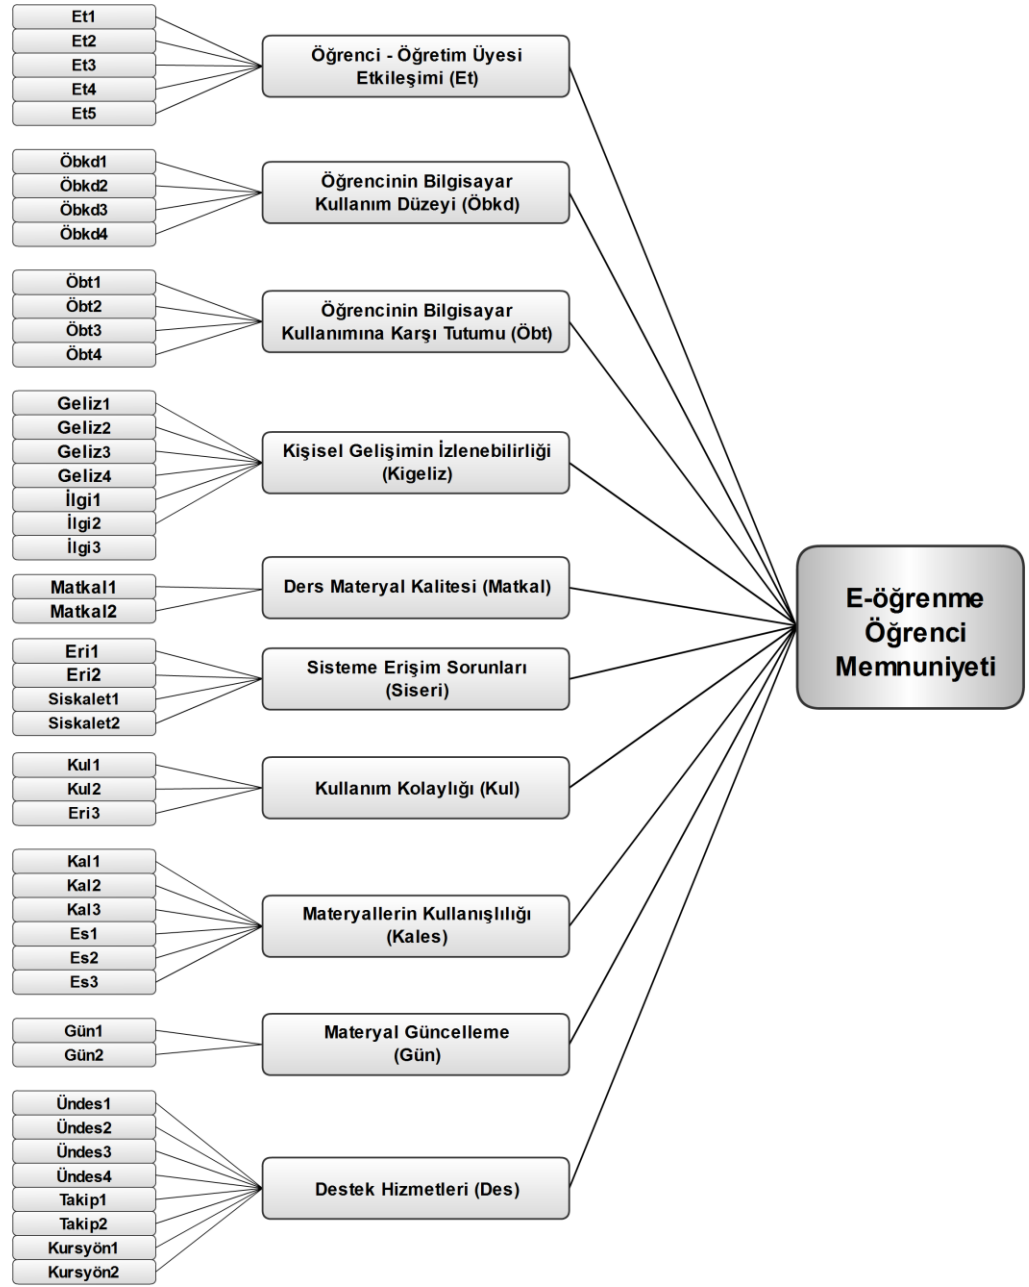 Et1
Et2
Et3
Et4
Et5
Öğrenci - Öğretim Üyesi
Etkileşimi (Et)
Öbkd1
Öbkd2
Öbkd3
Öbkd4
Öğrencinin Bilgisayar
Kullanım Düzeyi (Öbkd)
Öbt1
Öbt2
Öbt3
Öbt4
Öğrencinin Bilgisayar
Kullanımına Karşı Tutumu (Öbt)
Geliz1
Geliz2
Geliz3
Geliz4
İlgi1
İlgi2
İlgi3
Kişisel Gelişimin İzlenebilirliği
(Kigeliz)
Matkal1
Matkal2
Ders Materyal Kalitesi (Matkal)
Eri1
Eri2
Siskalet1
Siskalet2
Sisteme Erişim Sorunları
(Siseri)
Kul1
Kul2
Eri3
Kullanım Kolaylığı (Kul)
Kal1
Kal2
Kal3
Es1
Es2
Es3
Materyallerin Kullanışlılığı
(Kales)
Gün1
Gün2
Materyal Güncelleme
(Gün)
Ündes1
Ündes2
Ündes3
Ündes4
Takip1
Takip2
Kursyön1
Kursyön2
Destek Hizmetleri (Des)
E-öğrenme
Öğrenci
Memnuniyeti